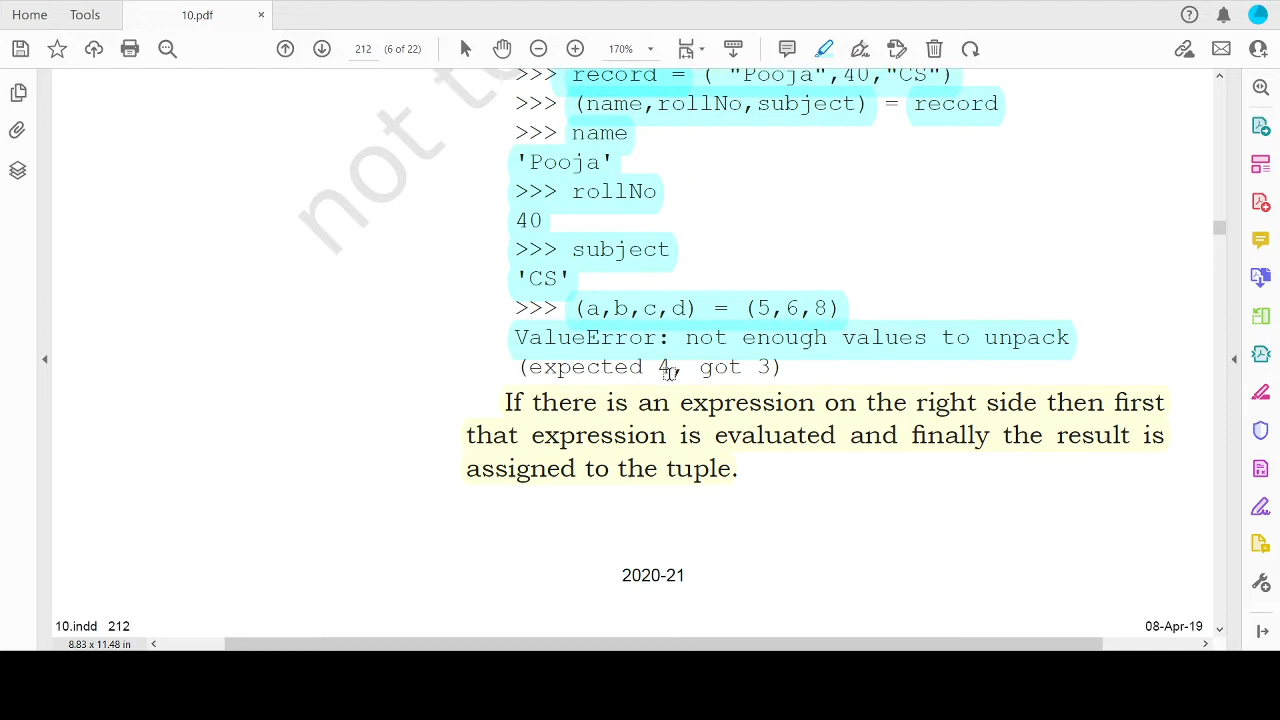 Home Tools 10.pdf ×
212 (6 of 22) 170%
>>> record = ( "Pooja",40,"CS")
>>> (name,rollNo,subject) = record
>>> name
'Pooja'
>>> rollNo
40
>>> subject
'CS'
>>> (a,b,c,d) = (5,6,8)
ValueError: not enough values to unpack
(expected 4, got 3)
If there is an expression on the right side then first
that expression is evaluated and finally the result is
assigned to the tuple.
not to
2020-21
10.indd 212 08-Apr-19
8.83 x 11.48 in